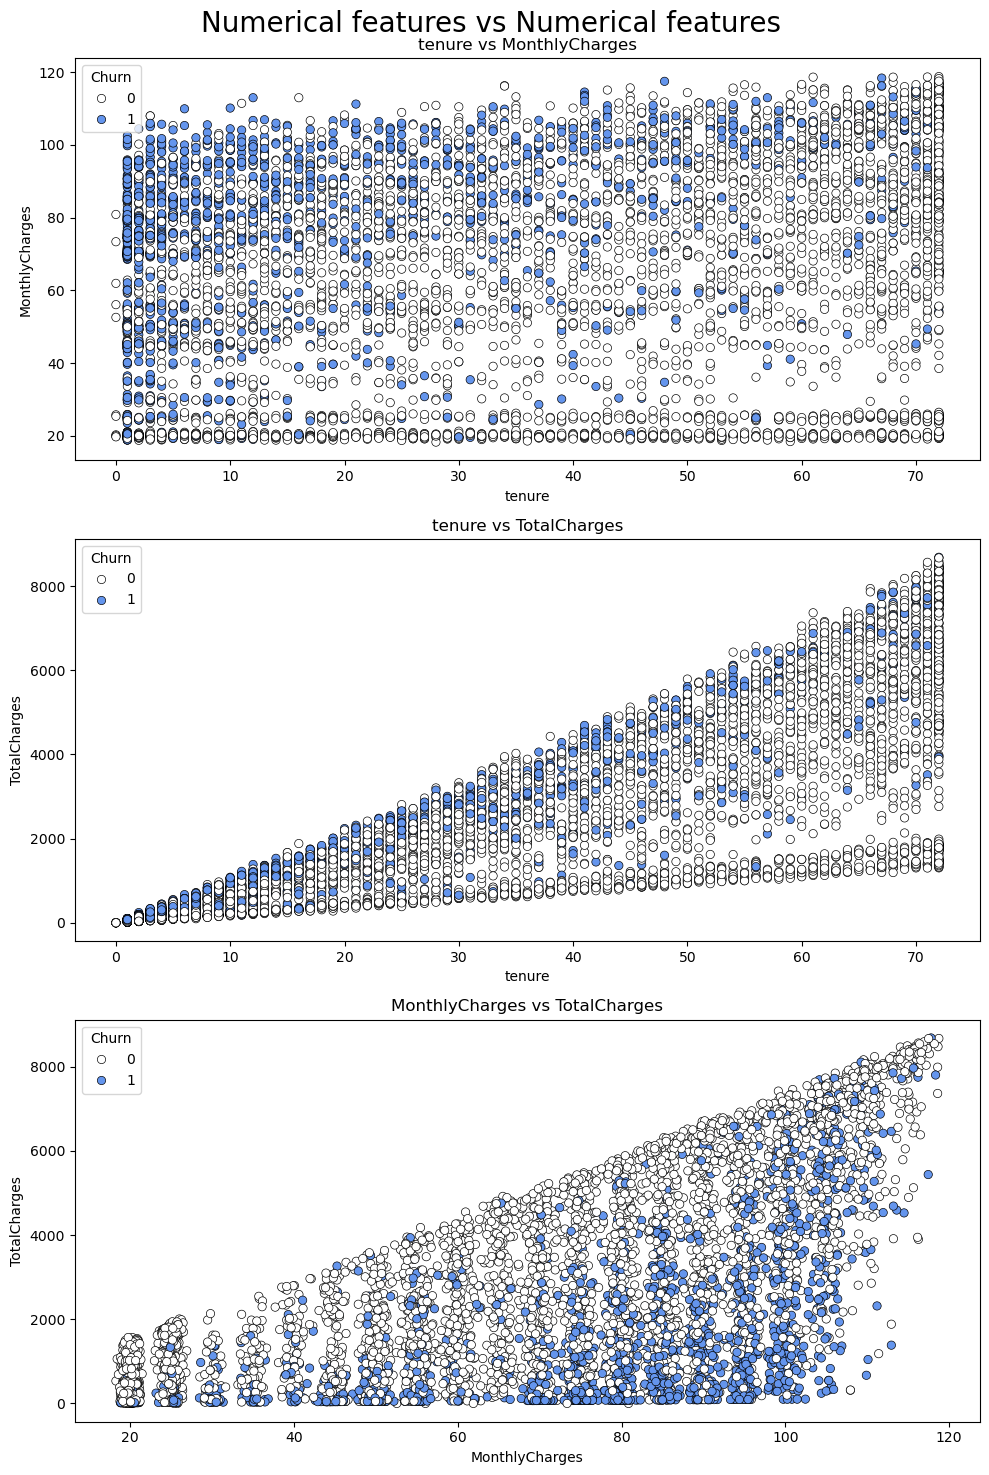 Numerical features vs Numerical features
tenure vs MonthlyCharges
Churn
0
1
120
100
80
60
40
20
MonthlyCharges
0 10 20 30 40 50 60 70
tenure
tenure vs TotalCharges
Churn
0
1
8000
6000
4000
2000
0
TotalCharges
0 10 20 30 40 50 60 70
tenure
MonthlyCharges vs TotalCharges
Churn
0
1
8000
6000
4000
2000
0
TotalCharges
20 40 60 80 100 120
MonthlyCharges